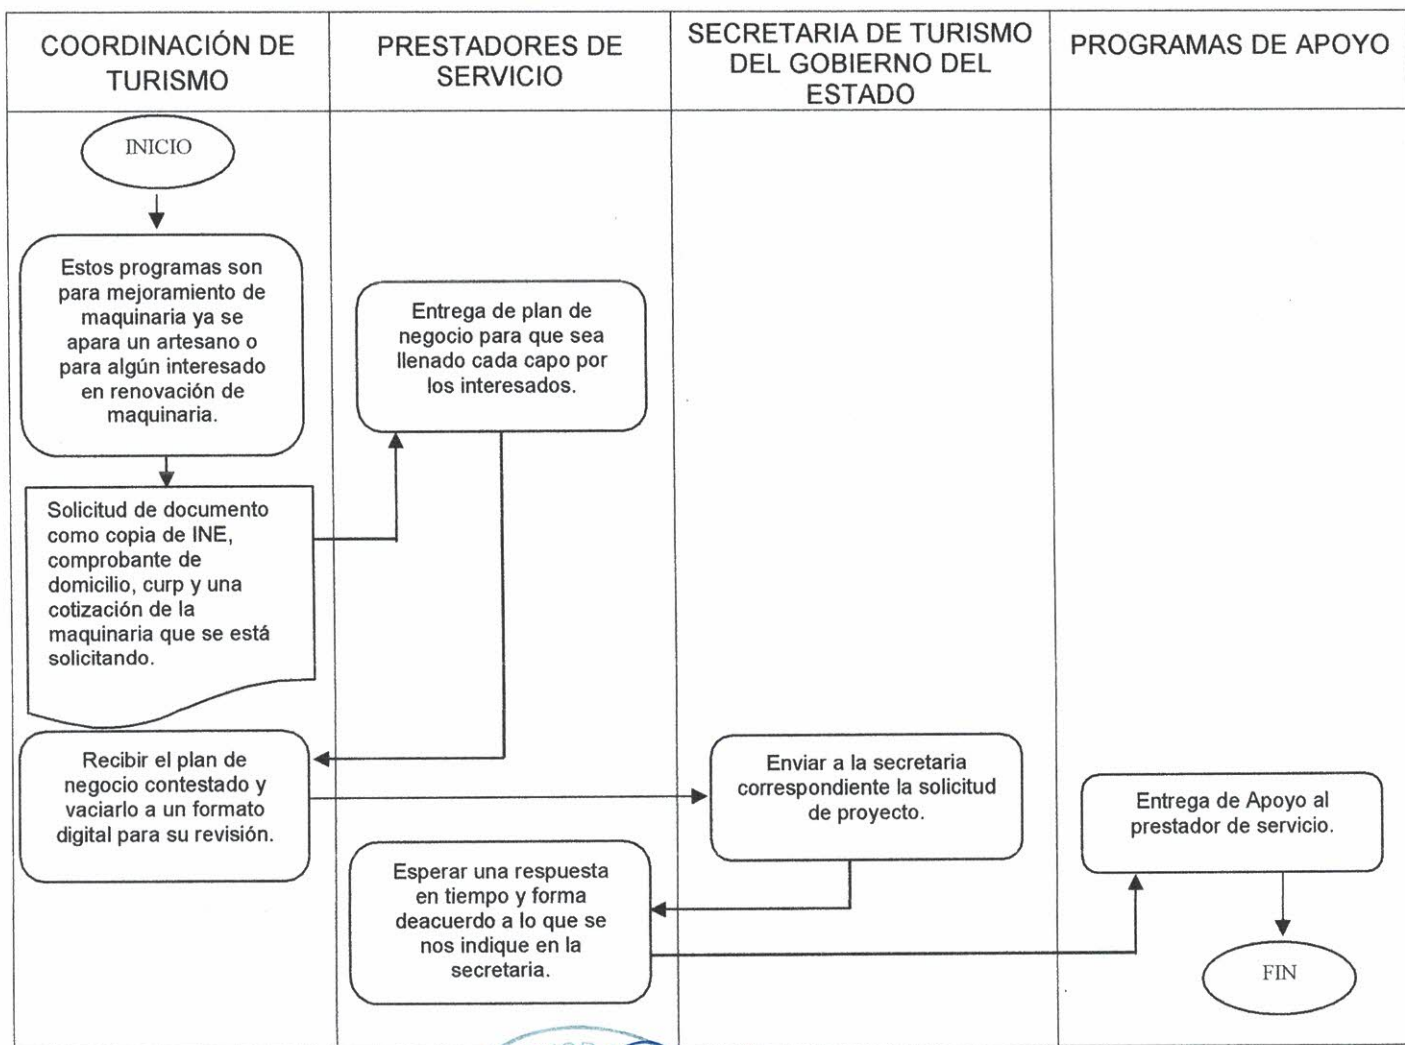 COORDINACIÓN DE
TURISMO
PRESTADORES DE
SERVICIO
SECRETARIA DE TURISMO
DEL GOBIERNO DEL
ESTADO
PROGRAMAS DE APOYO
INICIO
Estos programas son
para mejoramiento de
maquinaria ya se
apara un artesano o
para algún interesado
en renovación de
maquinaria.
Solicitud de documento
como copia de INE,
comprobante de
domicilio, curp y una
cotización de la
maquinaria que se está
solicitando.
Entrega de plan de
negocio para que sea
llenado cada capo por
los interesados.
Recibir el plan de
negocio contestado y
vaciarlo a un formato
digital para su revisión.
Enviar a la secretaria
correspondiente la solicitud
de proyecto.
Esperar una respuesta
en tiempo y forma
deacuerdo a lo que se
nos indique en la
secretaria.
Entrega de Apoyo al
prestador de servicio.
FIN